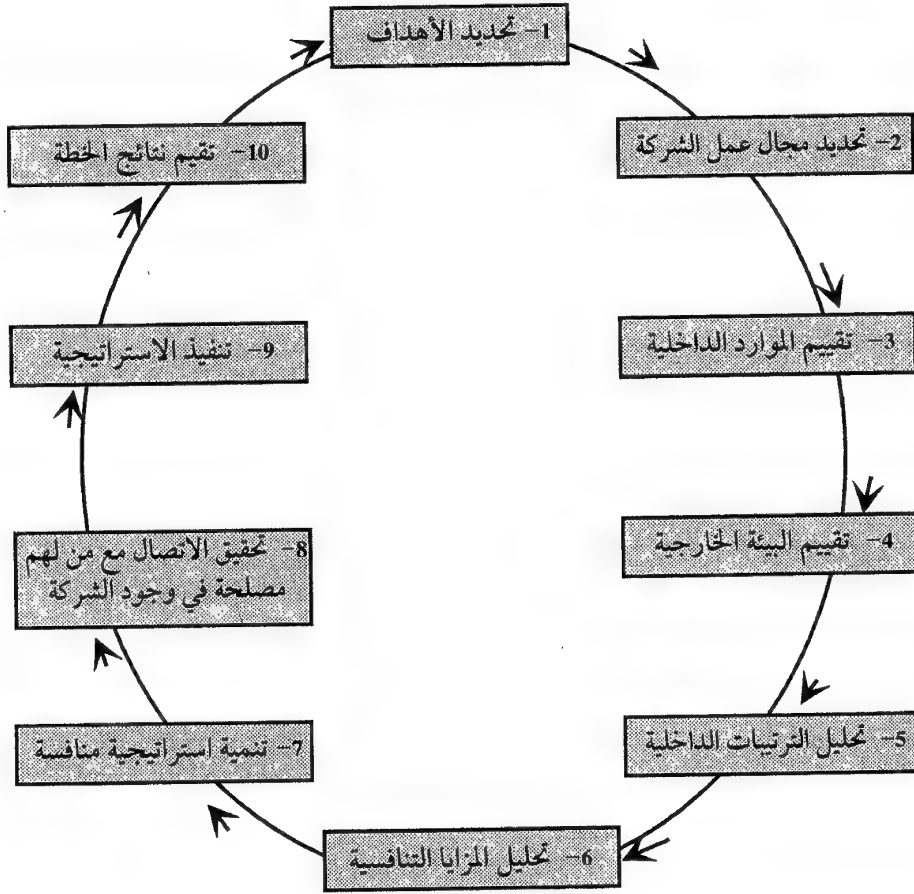 1- تحديد الأهداف
2- تحديد مجال عمل الشركة
3- تقييم الموارد الداخلية
4- تقييم البيئة الخارجية
5- تحليل الترتيبات الداخلية
6- تحليل المزايا التنافسية
7- تنمية استراتيجية منافسة
8- تحقيق الاتصال مع من لهم
مصلحة في وجود الشركة
9- تنفيذ الاستراتيجية
10- تقيم نتائج الخطة